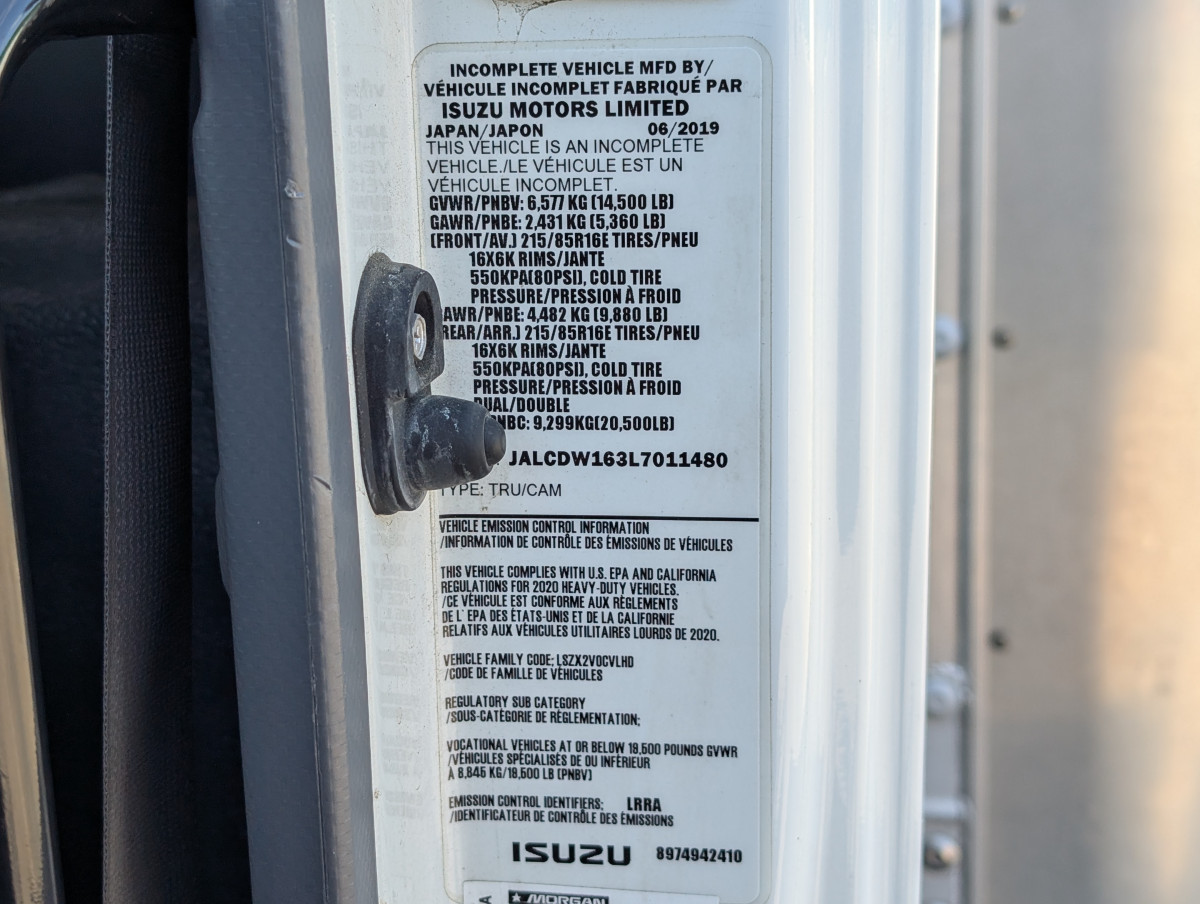 INCOMPLETE VEHICLE MFD BY/
VÉHICULE INCOMPLET FABRIQUÉ PAR
ISUZU MOTORS LIMITED
JAPAN/JAPON 06/2019
THIS VEHICLE IS AN INCOMPLETE
VEHICLE./LE VÉHICULE EST UN
VÉHICULE INCOMPLET.
GVWR/PNBV: 6,577 KG (14,500 LB)
GAWR/PNBE: 2,431 KG (5,360 LB)
(FRONT/AV.) 215/85R16E TIRES/PNEU
16X6K RIMS/JANTE
550KPA(80PSI), COLD TIRE
PRESSURE/PRESSION À FROID
AWR/PNBE: 4,482 KG (9,880 LB)
REAR/ARR.) 215/85R16E TIRES/PNEU
16X6K RIMS/JANTE
550KPA(80PSI), COLD TIRE
PRESSURE/PRESSION À FROID
DUAL/DOUBLE
NBC: 9,299KG(20,500LB)
JALCDW163L7011480
TYPE: TRU/CAM
VEHICLE EMISSION CONTROL INFORMATION
/INFORMATION DE CONTRÔLE DES ÉMISSIONS DE VÉHICULES
THIS VEHICLE COMPLIES WITH U.S. EPA AND CALIFORNIA
REGULATIONS FOR 2020 HEAVY-DUTY VEHICLES.
/CE VÉHICULE EST CONFORME AUX RÈGLEMENTS
DE L' EPA DES ÉTATS-UNIS ET DE LA CALIFORNIE
RELATIFS AUX VÉHICULES UTILITAIRES LOURDS DE 2020.
VEHICLE FAMILY CODE: LSZX2VOCVLHD
/CODE DE FAMILLE DE VÉHICULES
REGULATORY SUB CATEGORY
/SOUS-CATÉGORIE DE RÈGLEMENTATION:
VOCATIONAL VEHICLES AT OR BELOW 19,500 POUNDS GVWR
/VÉHICULES SPÉCIALISÉS DE OU INFÉRIEUR
À 8,845 KG/19,500 LB (PNBV)
EMISSION CONTROL IDENTIFIERS: LRRA
/IDENTIFICATEUR DE CONTRÔLE DES ÉMISSIONS
ISUZU 8974942410
MORGAN